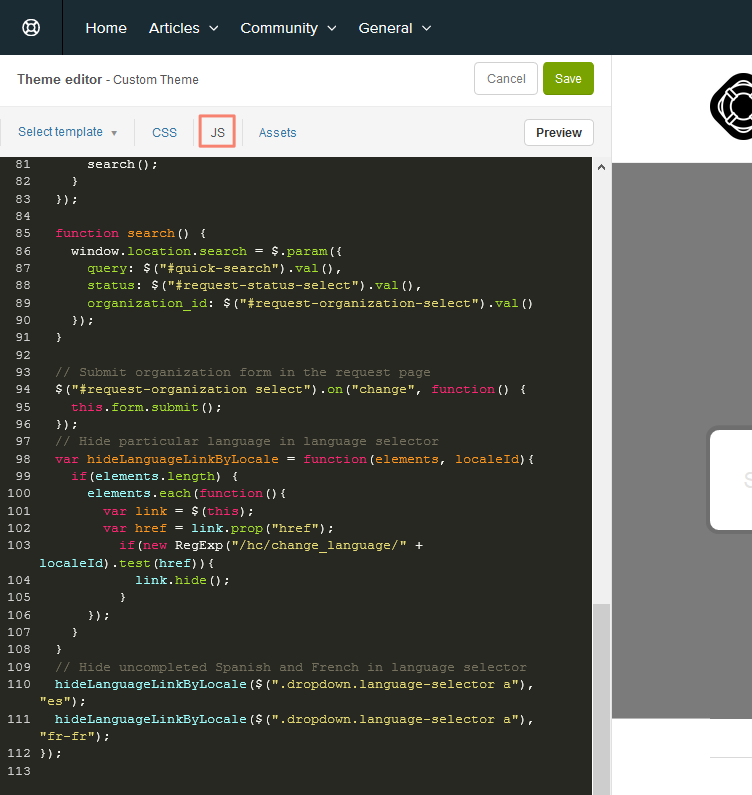 Home Articles Community General
Theme editor - Custom Theme Cancel Save
Select template CSS JS Assets Preview
81 search();
82 }
83 });
84
85 function search() {
86 window.location.search = $.param({
87 query: $("#quick-search").val(),
88 status: $("#request-status-select").val(),
89 organization_id: $("#request-organization-select").val()
90 });
91 }
92
93 // Submit organization form in the request page
94 $("#request-organization select").on("change", function() {
95 this.form.submit();
96 });
97 // Hide particular language in language selector
98 var hideLanguageLinkByLocale = function(elements, localeId){
99 if(elements.length) {
100 elements.each(function(){
101 var link = $(this);
102 var href = link.prop("href");
103 if(new RegExp("/hc/change_language/" +
localeId).test(href)){
104 link.hide();
105 }
106 });
107 }
108 }
109 // Hide uncompleted Spanish and French in language selector
110 hideLanguageLinkByLocale($(".dropdown.language-selector a"),
"es");
111 hideLanguageLinkByLocale($(".dropdown.language-selector a"),
"fr-fr");
112 });
113